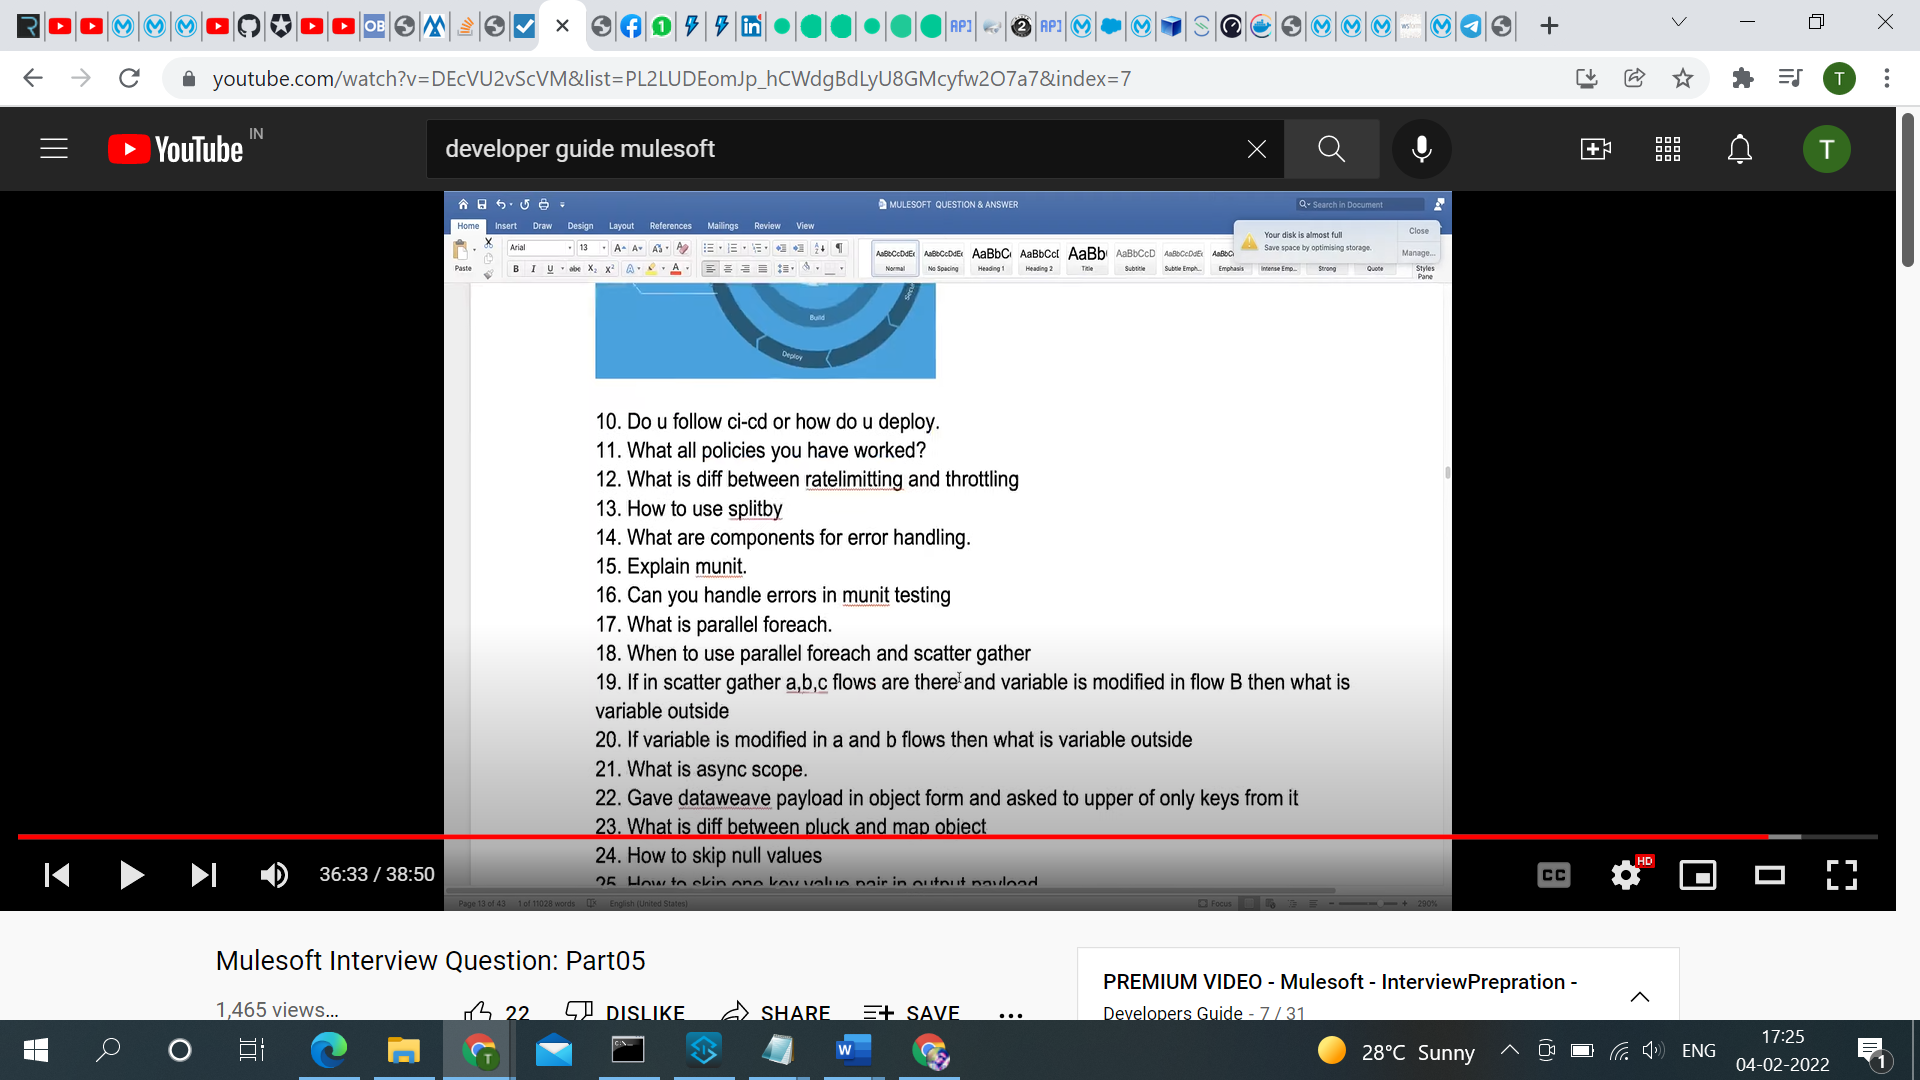 youtube.com/watch?v=DEcVU2vScVM&list=PL2LUDEomJp_hCWdgBdLyU8GMcyfw2O7a7&index=7
YouTube IN
developer guide mulesoft
T
MULESOFT QUESTION & ANSWER
Search in Document
Home Insert Draw Design Layout References Mailings Review View
Your disk is almost full
Save space by optimising storage.
Close
Manage...
Paste
Arial 13
Normal No Spacing Heading 1 Heading 2 Title Subtitle Subtle Emph... Emphasis Intense Emp... Strong Quote Styles Pane
Build
Deploy
10. Do u follow ci-cd or how do u deploy.
11. What all policies you have worked?
12. What is diff between ratelimitting and throttling
13. How to use splitby
14. What are components for error handling.
15. Explain munit.
16. Can you handle errors in munit testing
17. What is parallel foreach.
18. When to use parallel foreach and scatter gather
19. If in scatter gather a,b,c flows are there and variable is modified in flow B then what is
variable outside
20. If variable is modified in a and b flows then what is variable outside
21. What is async scope.
22. Gave dataweave payload in object form and asked to upper of only keys from it
23. What is diff between pluck and map object
24. How to skip null values
25. How to skip one key value pair in output payload
36:33 / 38:50
CC
HD
Page 13 of 43 1 of 11028 words English (United States) Focus 290%
Mulesoft Interview Question: Part05
1,465 views...
22 DISLIKE SHARE SAVE ...
PREMIUM VIDEO - Mulesoft - InterviewPrepration -
Developers Guide - 7 / 31
28°C Sunny
ENG
17:25
04-02-2022
1